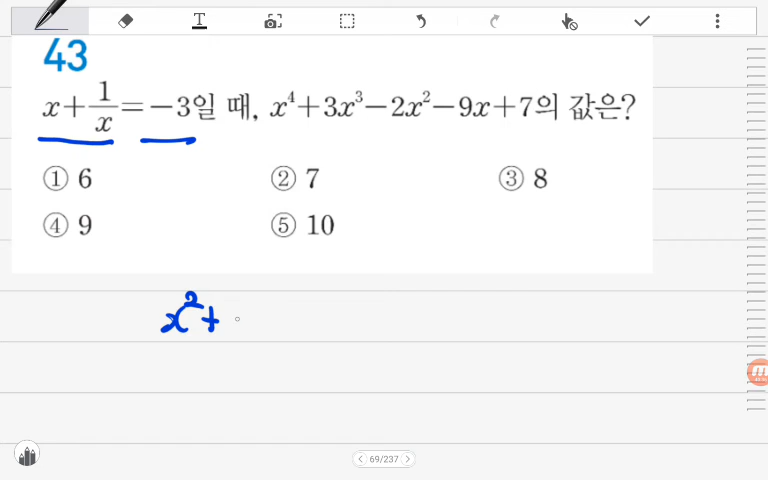 T
43
x+1/x=−3일 때, x⁴+3x³−2x²−9x+7의 값은?
① 6 ② 7 ③ 8
④ 9 ⑤ 10
x²+
69/237